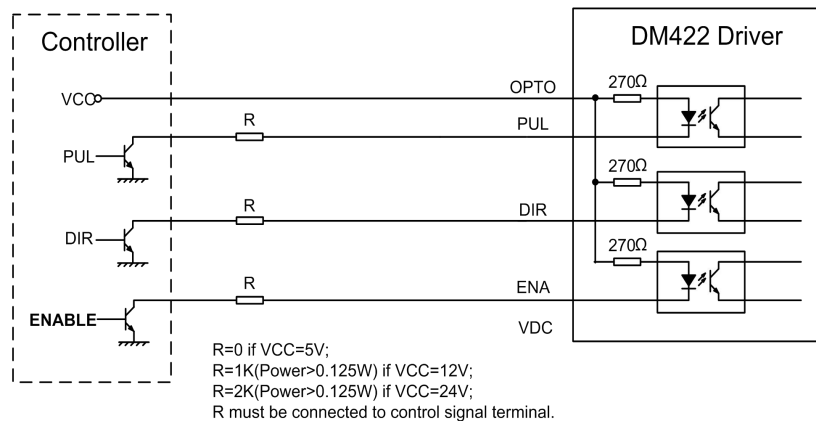 Controller
DM422 Driver
VCC
OPTO
270Ω
PUL
R
PUL
270Ω
DIR
R
DIR
270Ω
ENABLE
R
ENA
VDC
R=0 if VCC=5V;
R=1K(Power>0.125W) if VCC=12V;
R=2K(Power>0.125W) if VCC=24V;
R must be connected to control signal terminal.